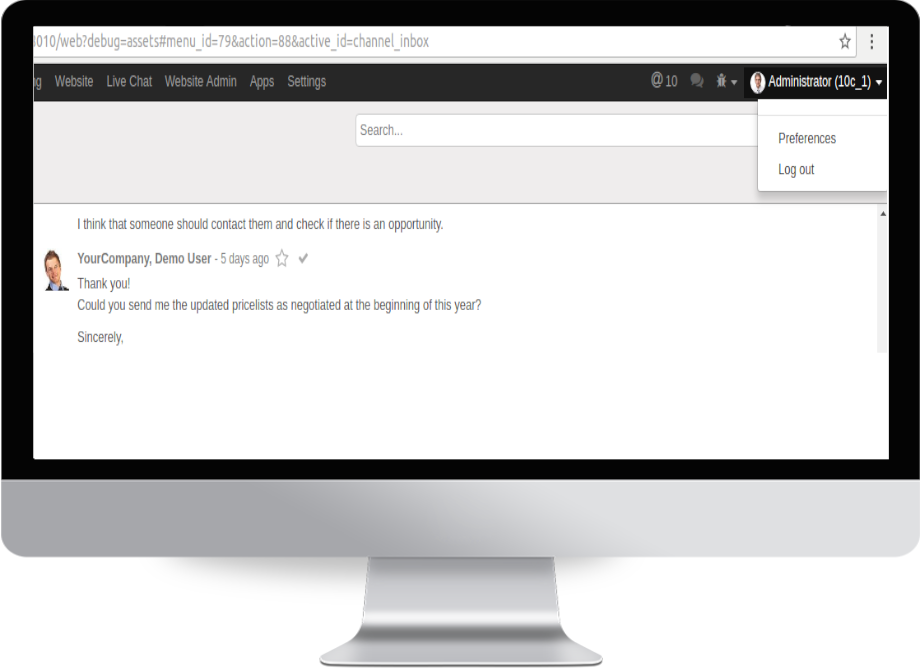 8010/web?debug=assets#menu_id=79&action=88&active_id=channel_inbox
Website Live Chat Website Admin Apps Settings @ 10 Administrator (10c_1)
Search...
Preferences
Log out
I think that someone should contact them and check if there is an opportunity.
YourCompany, Demo User - 5 days ago
Thank you!
Could you send me the updated pricelists as negotiated at the beginning of this year?
Sincerely,